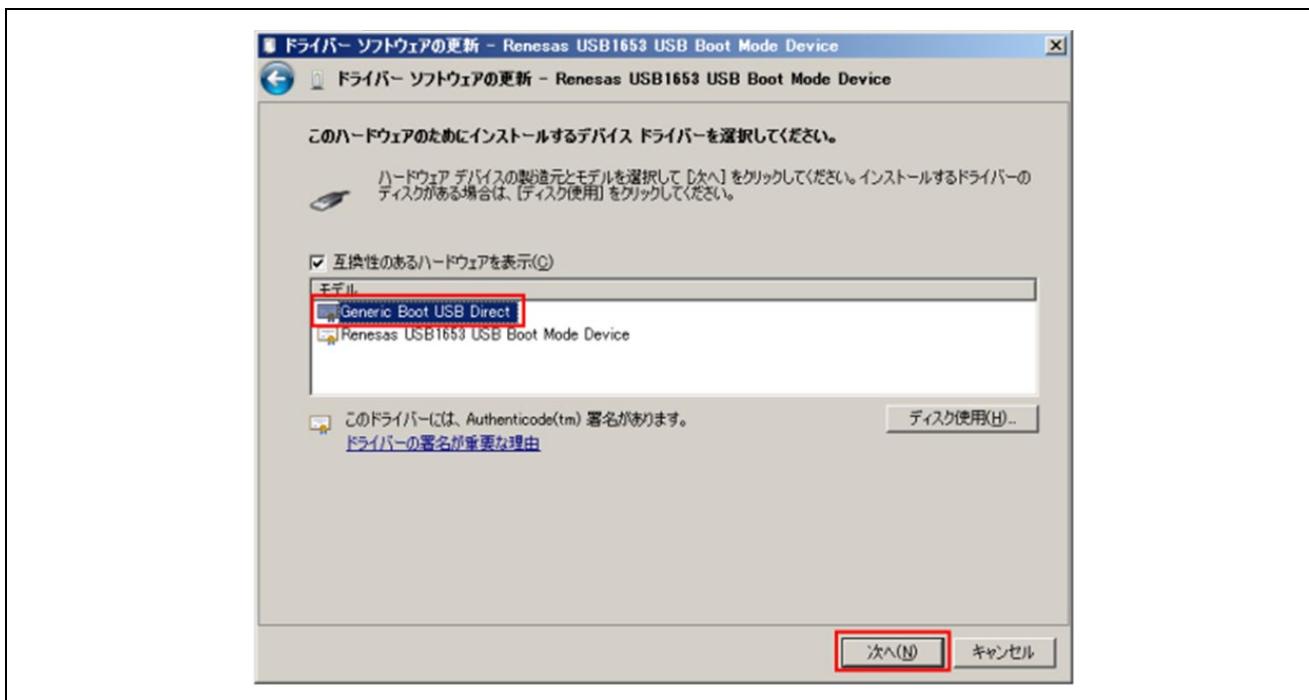 ドライバー ソフトウェアの更新 - Renesas USB1653 USB Boot Mode Device
ドライバー ソフトウェアの更新 - Renesas USB1653 USB Boot Mode Device
このハードウェアのためにインストールするデバイス ドライバーを選択してください。
ハードウェア デバイスの製造元とモデルを選択して [次へ] をクリックしてください。インストールするドライバーの
ディスクがある場合は、[ディスク使用] をクリックしてください。
互換性のあるハードウェアを表示(C)
モデル
Generic Boot USB Direct
Renesas USB1653 USB Boot Mode Device
このドライバーには、Authenticode(tm) 署名があります。
ディスク使用(H)...
ドライバーの署名が重要な理由
次へ(N)
キャンセル